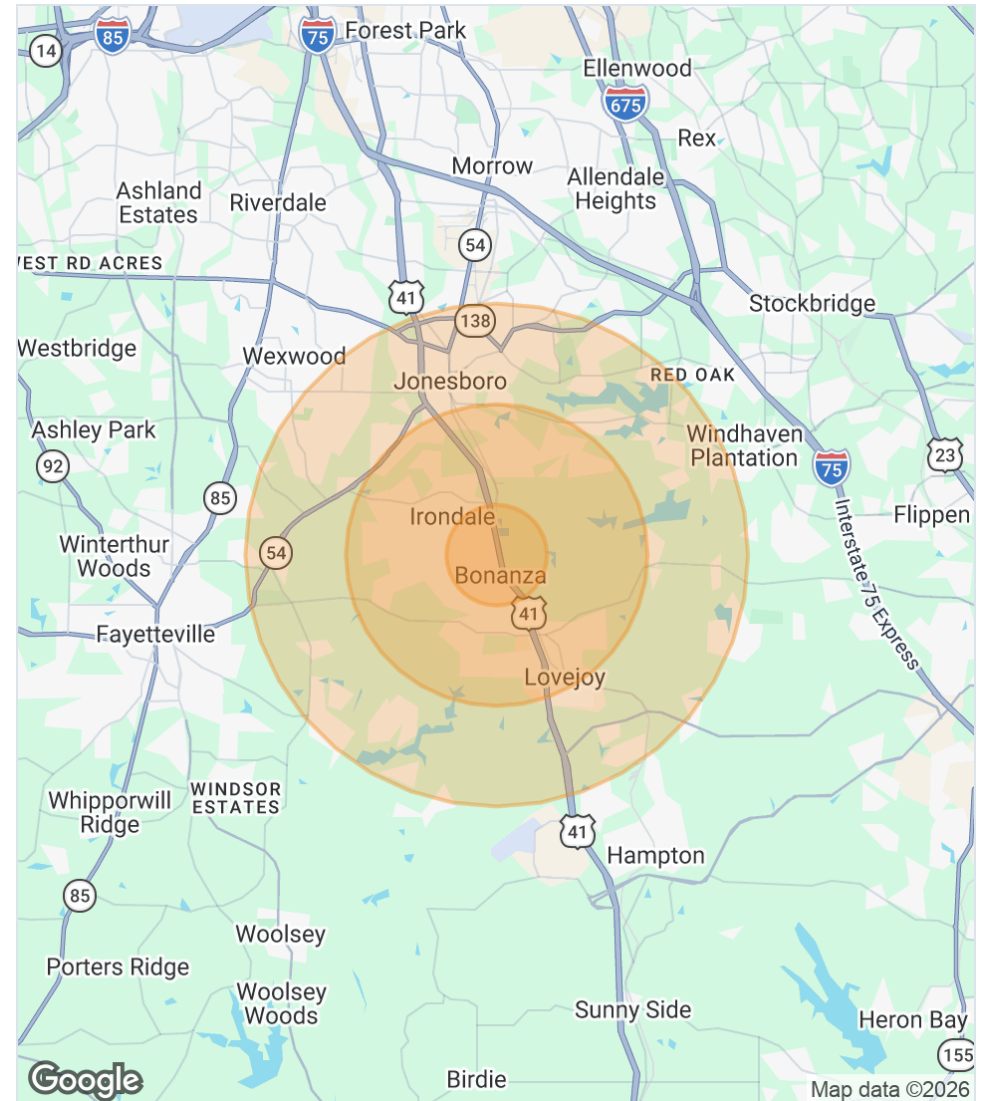 85
75
Forest Park
14
Ellenwood
675
Rex
Morrow
Allendale
Heights
Ashland
Estates
Riverdale
54
EST RD ACRES
41
Stockbridge
138
Westbridge
Wexwood
RED OAK
Jonesboro
Ashley Park
Windhaven
Plantation
92
23
75
85
Irondale
Flippen
Winterthur
Woods
54
Interstate 75 Express
Bonanza
41
Fayetteville
Lovejoy
WINDSOR
ESTATES
Whipporwill
Ridge
41
Hampton
85
Woolsey
Porters Ridge
Woolsey
Woods
Sunny Side
Heron Bay
155
Google
Birdie
Map data ©2026